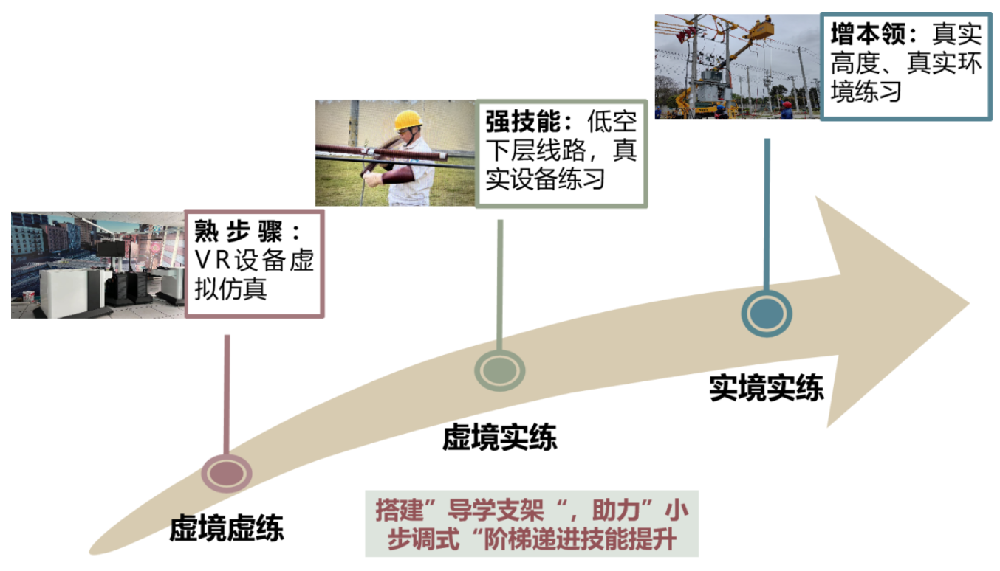 增本领：真实
高度、真实环
境练习
强技能：低空
下层线路，真
实设备练习
熟步骤：
VR设备虚
拟仿真
实境实练
虚境实练
虚境虚练
搭建”导学支架“，助力”小
步调式“阶梯递进技能提升